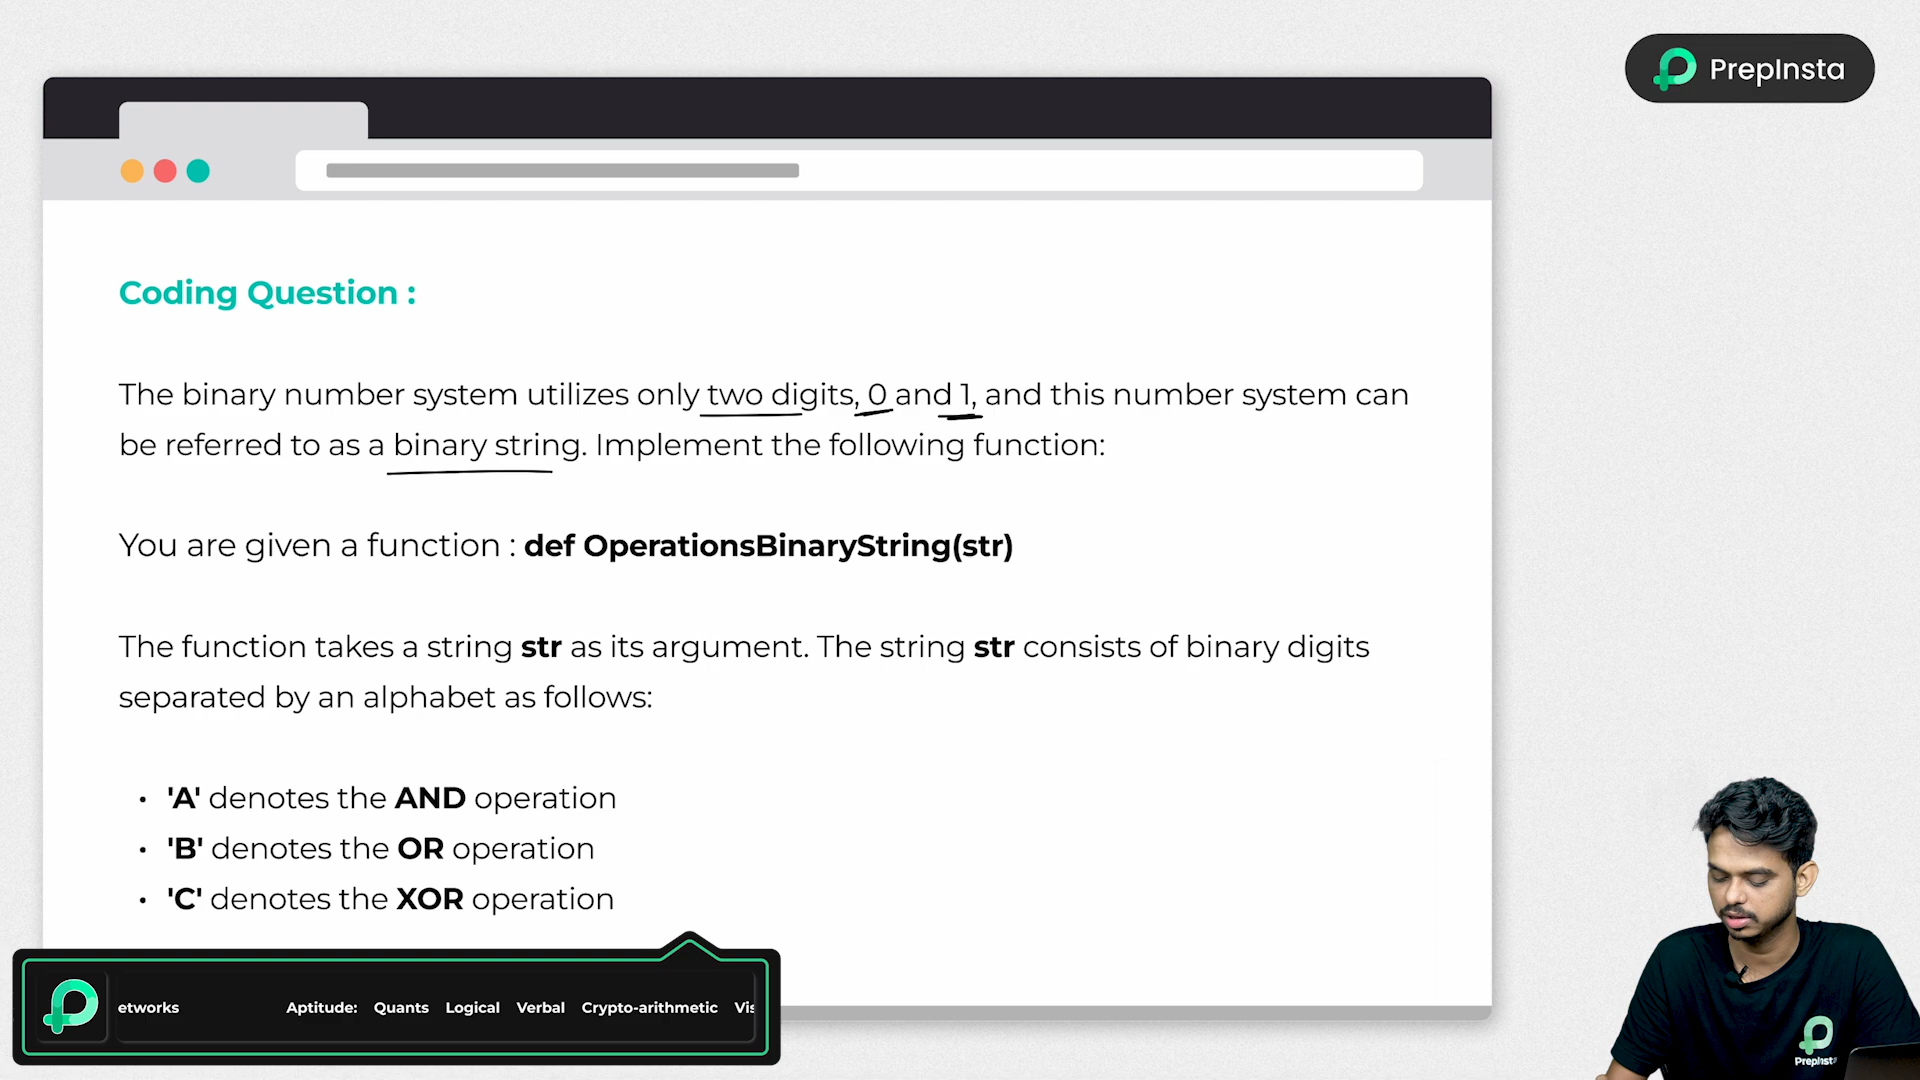 PrepInsta
Coding Question :
The binary number system utilizes only two digits, 0 and 1, and this number system can
be referred to as a binary string. Implement the following function:
You are given a function : def OperationsBinaryString(str)
The function takes a string str as its argument. The string str consists of binary digits
separated by an alphabet as follows:
• 'A' denotes the AND operation
• 'B' denotes the OR operation
• 'C' denotes the XOR operation
etworks Aptitude: Quants Logical Verbal Crypto-arithmetic Vis
PrepInsta